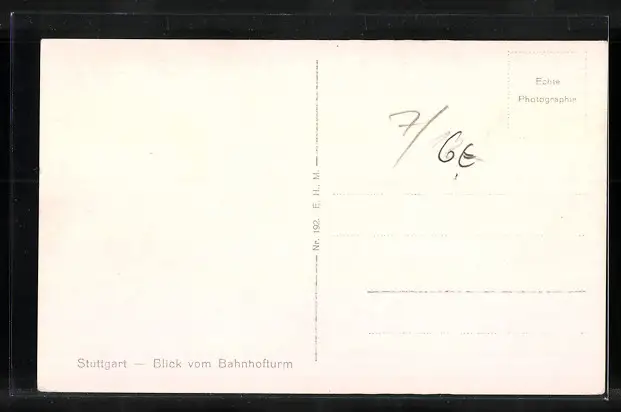 Echte
Photographie
7/
6€
Nr. 192. E. H. M.
Stuttgart — Blick vom Bahnhofturm